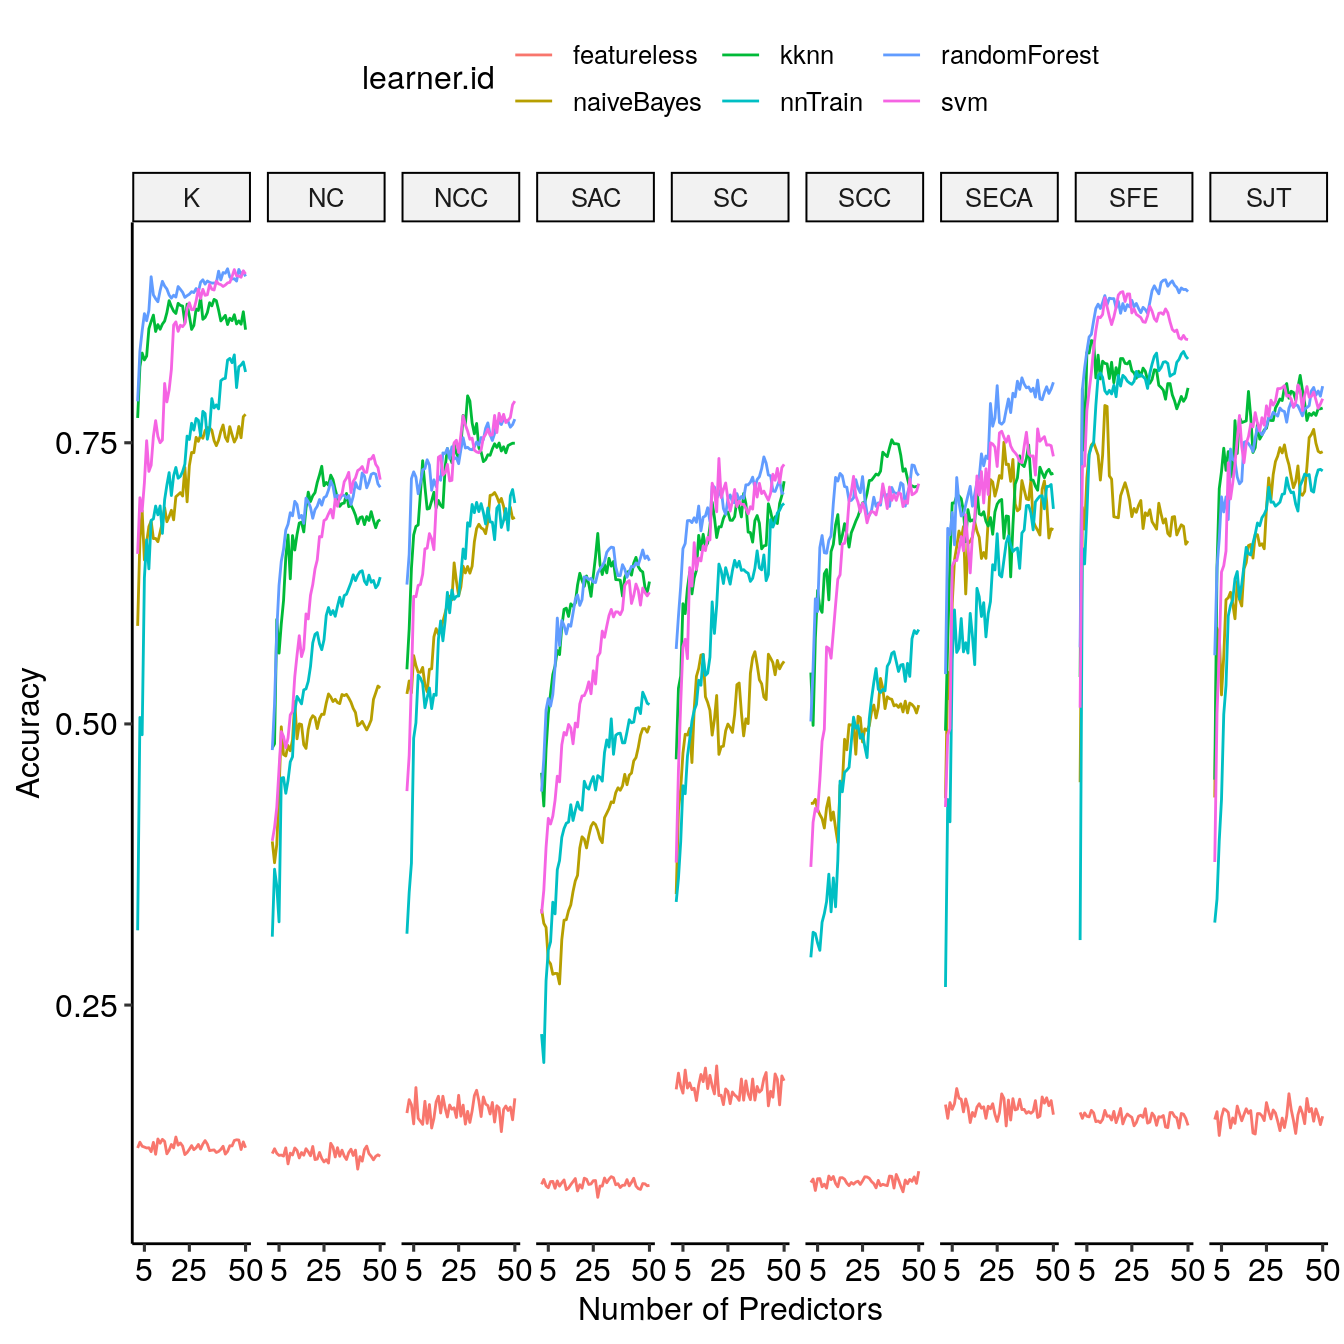 learner.id
featureless kknn randomForest
naiveBayes nnTrain svm
K NC NCC SAC SC SCC SECA SFE SJT
0.75
0.50
0.25
Accuracy
5 25 50 5 25 50 5 25 50 5 25 50 5 25 50 5 25 50 5 25 50 5 25 50 5 25 50
Number of Predictors